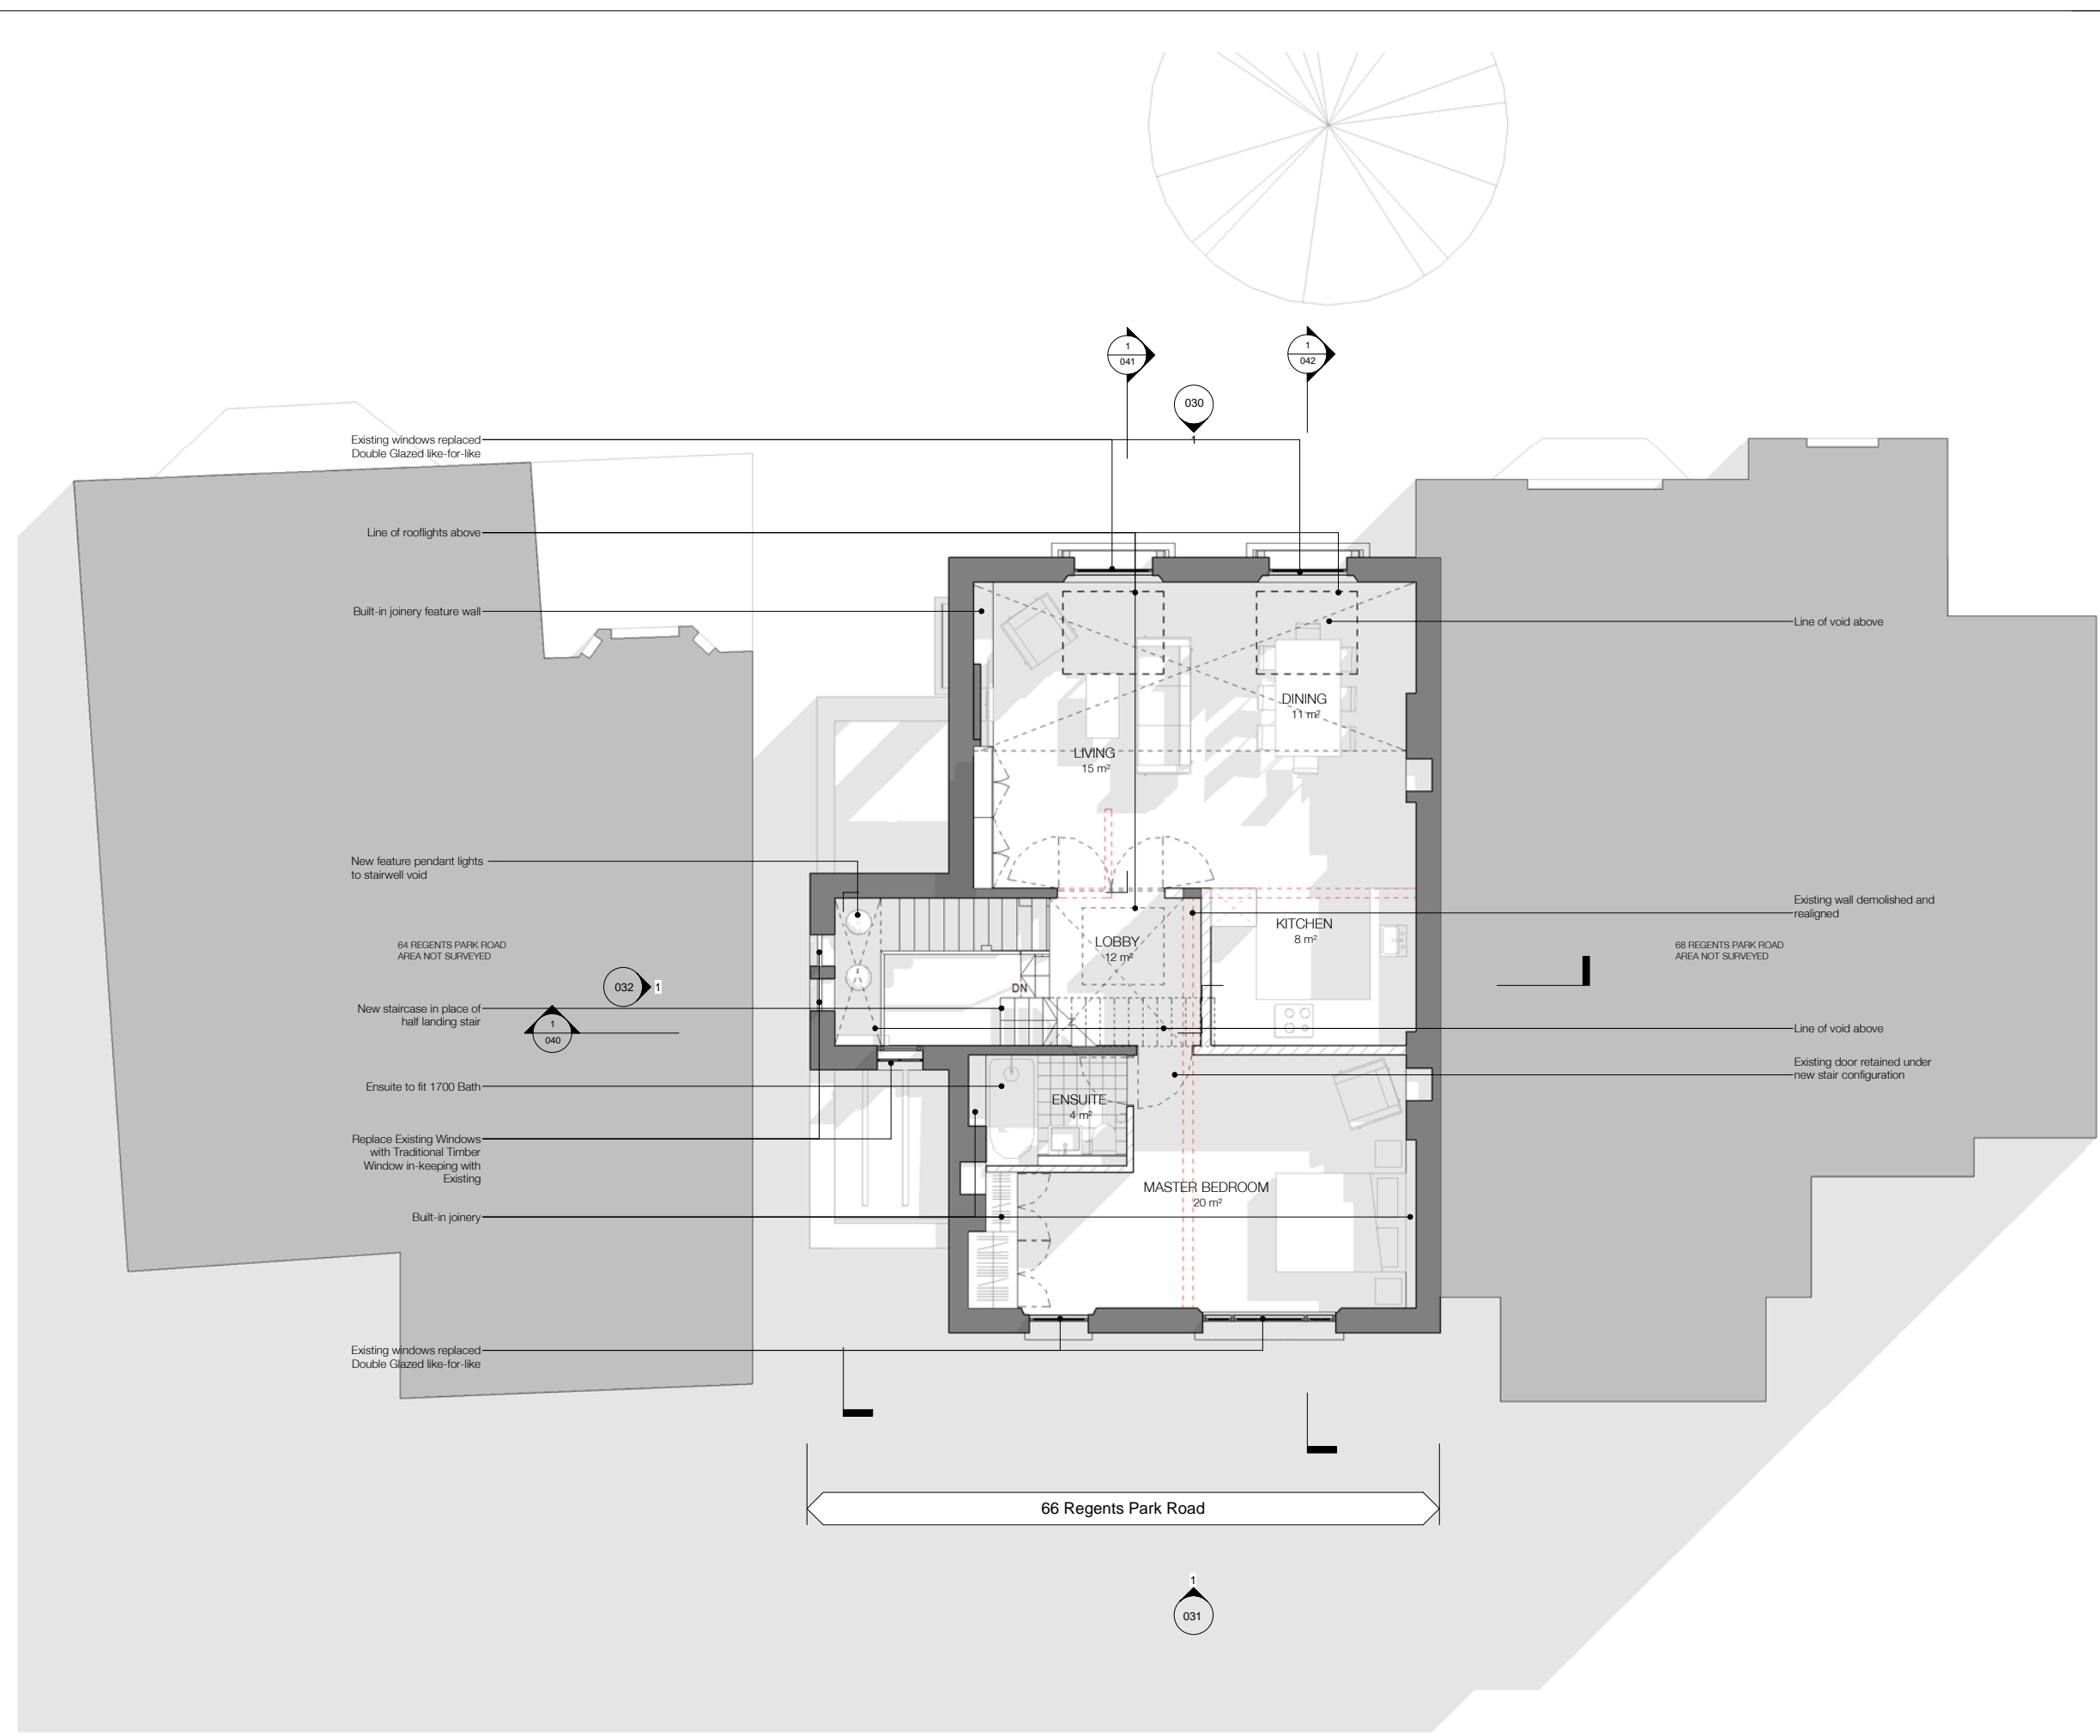 1
041
1
042
030
1
Existing windows replaced
Double Glazed like-for-like
Line of rooflights above
Built-in joinery feature wall
Line of void above
DINING
11 m²
LIVING
15 m²
New feature pendant lights
to stairwell void
Existing wall demolished and
realigned
KITCHEN
8 m²
LOBBY
12 m²
64 REGENTS PARK ROAD
AREA NOT SURVEYED
68 REGENTS PARK ROAD
AREA NOT SURVEYED
032
1
DN
New staircase in place of
half landing stair
1
040
Line of void above
Existing door retained under
new stair configuration
Ensuite to fit 1700 Bath
ENSUITE
4 m²
Replace Existing Windows
with Traditional Timber
Window in-keeping with
Existing
MASTER BEDROOM
20 m²
Built-in joinery
Existing windows replaced
Double Glazed like-for-like
66 Regents Park Road
1
031